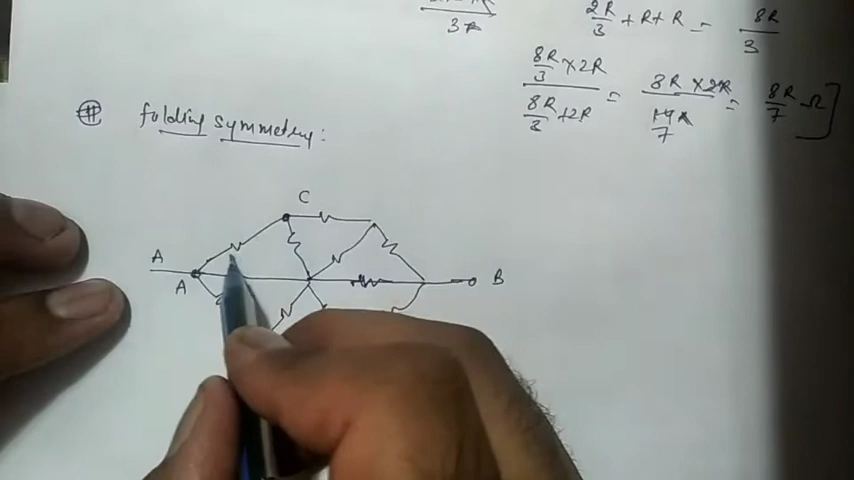 3R
2R/3 + R + R = 8R/3
(8R/3 × 2R)/(8R/3 + 2R) = (8R × 2R)/(14R/7) = 8R/7 Ω]
# folding symmetry :
C
A
A
B